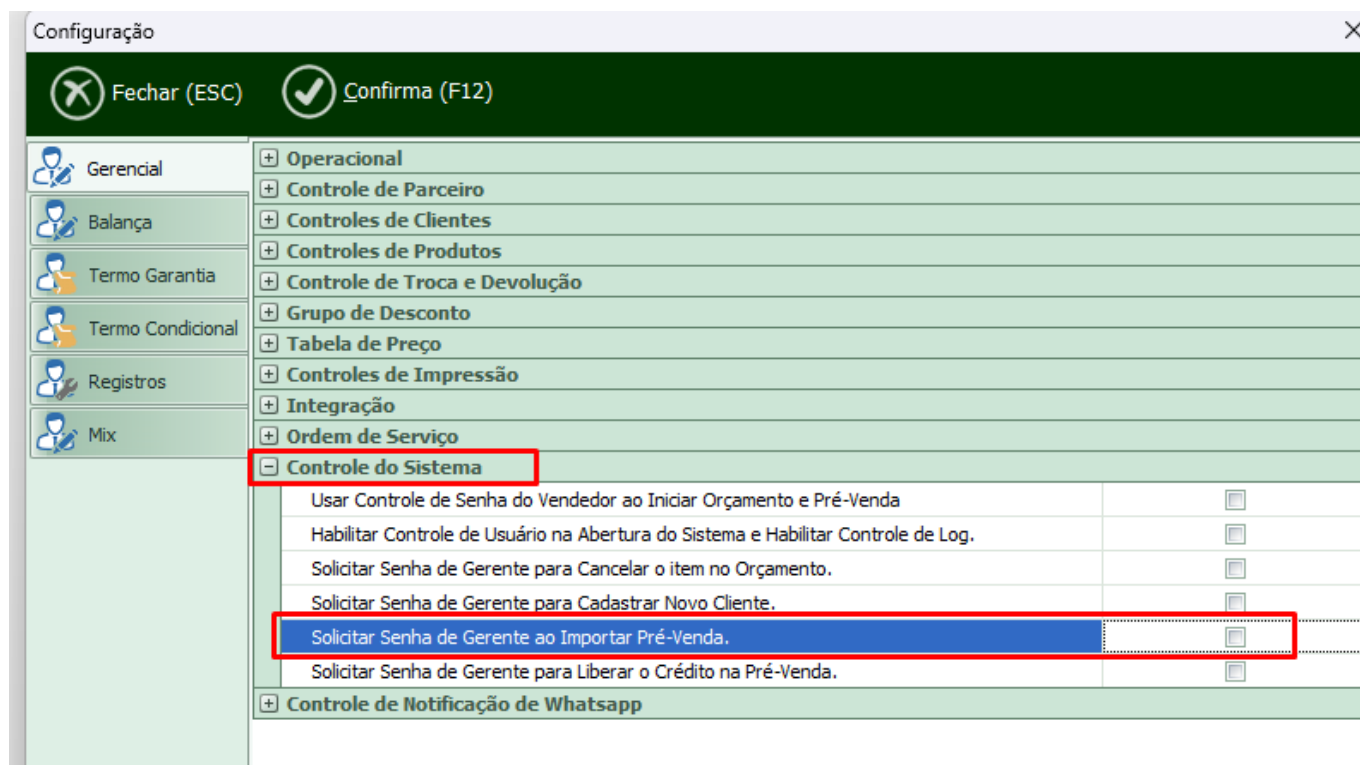 Configuração
Fechar (ESC)
Confirma (F12)
Gerencial
Balança
Termo Garantia
Termo Condicional
Registros
Mix
Operacional
Controle de Parceiro
Controles de Clientes
Controles de Produtos
Controle de Troca e Devolução
Grupo de Desconto
Tabela de Preço
Controles de Impressão
Integração
Ordem de Serviço
Controle do Sistema
Usar Controle de Senha do Vendedor ao Iniciar Orçamento e Pré-Venda
Habilitar Controle de Usuário na Abertura do Sistema e Habilitar Controle de Log.
Solicitar Senha de Gerente para Cancelar o item no Orçamento.
Solicitar Senha de Gerente para Cadastrar Novo Cliente.
Solicitar Senha de Gerente ao Importar Pré-Venda.
Solicitar Senha de Gerente para Liberar o Crédito na Pré-Venda.
Controle de Notificação de Whatsapp